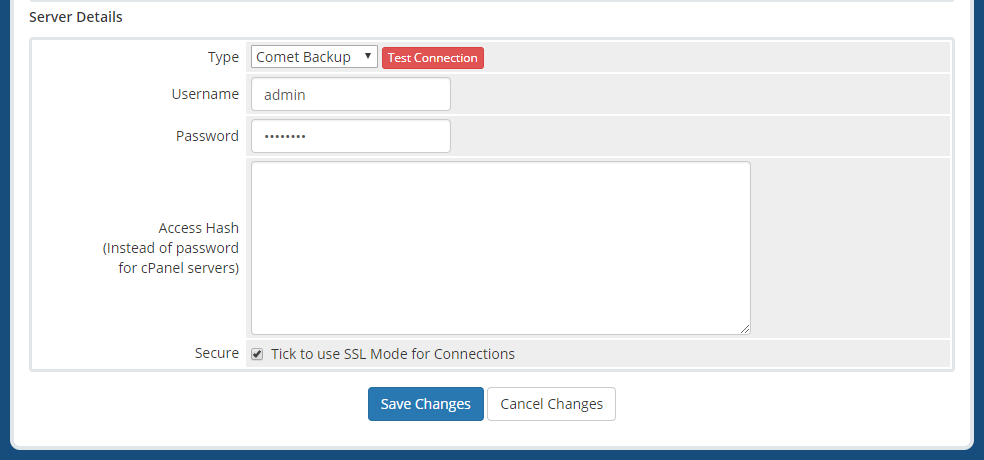 Server Details
Type Comet Backup Test Connection
Username admin
Password ••••••••
Access Hash
(Instead of password
for cPanel servers)
Secure Tick to use SSL Mode for Connections
Save Changes Cancel Changes